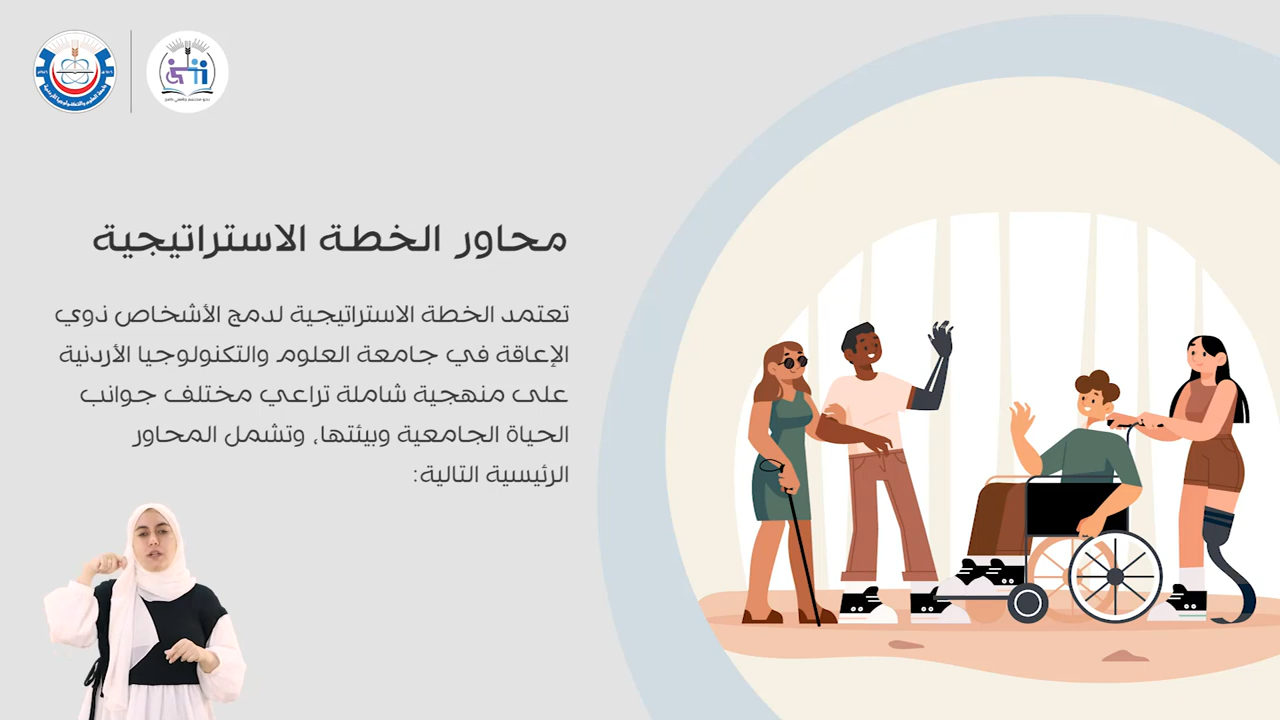 محاور الخطة الاستراتيجية
تعتمد الخطة الاستراتيجية لدمج الأشخاص ذوي
الإعاقة في جامعة العلوم والتكنولوجيا الأردنية
على منهجية شاملة تراعي مختلف جوانب
الحياة الجامعية وبيئتها، وتشمل المحاور
الرئيسية التالية: